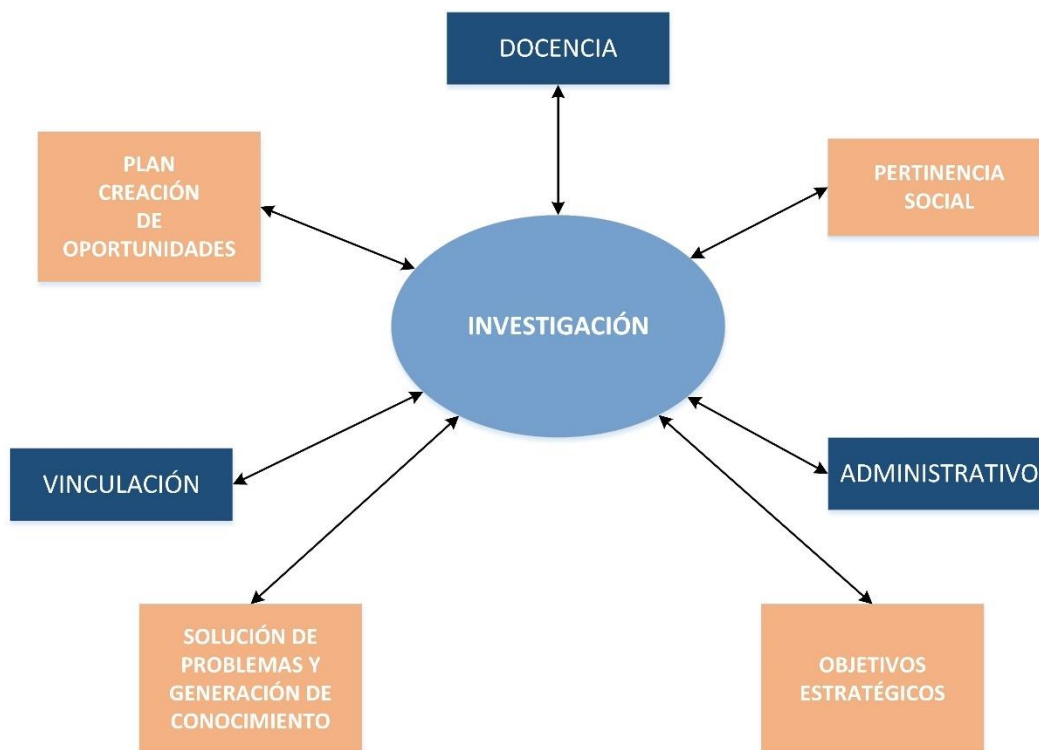 DOCENCIA
PLAN
CREACIÓN
DE
OPORTUNIDADES
PERTINENCIA
SOCIAL
INVESTIGACIÓN
VINCULACIÓN
ADMINISTRATIVO
SOLUCIÓN DE
PROBLEMAS Y
GENERACIÓN DE
CONOCIMIENTO
OBJETIVOS
ESTRATÉGICOS